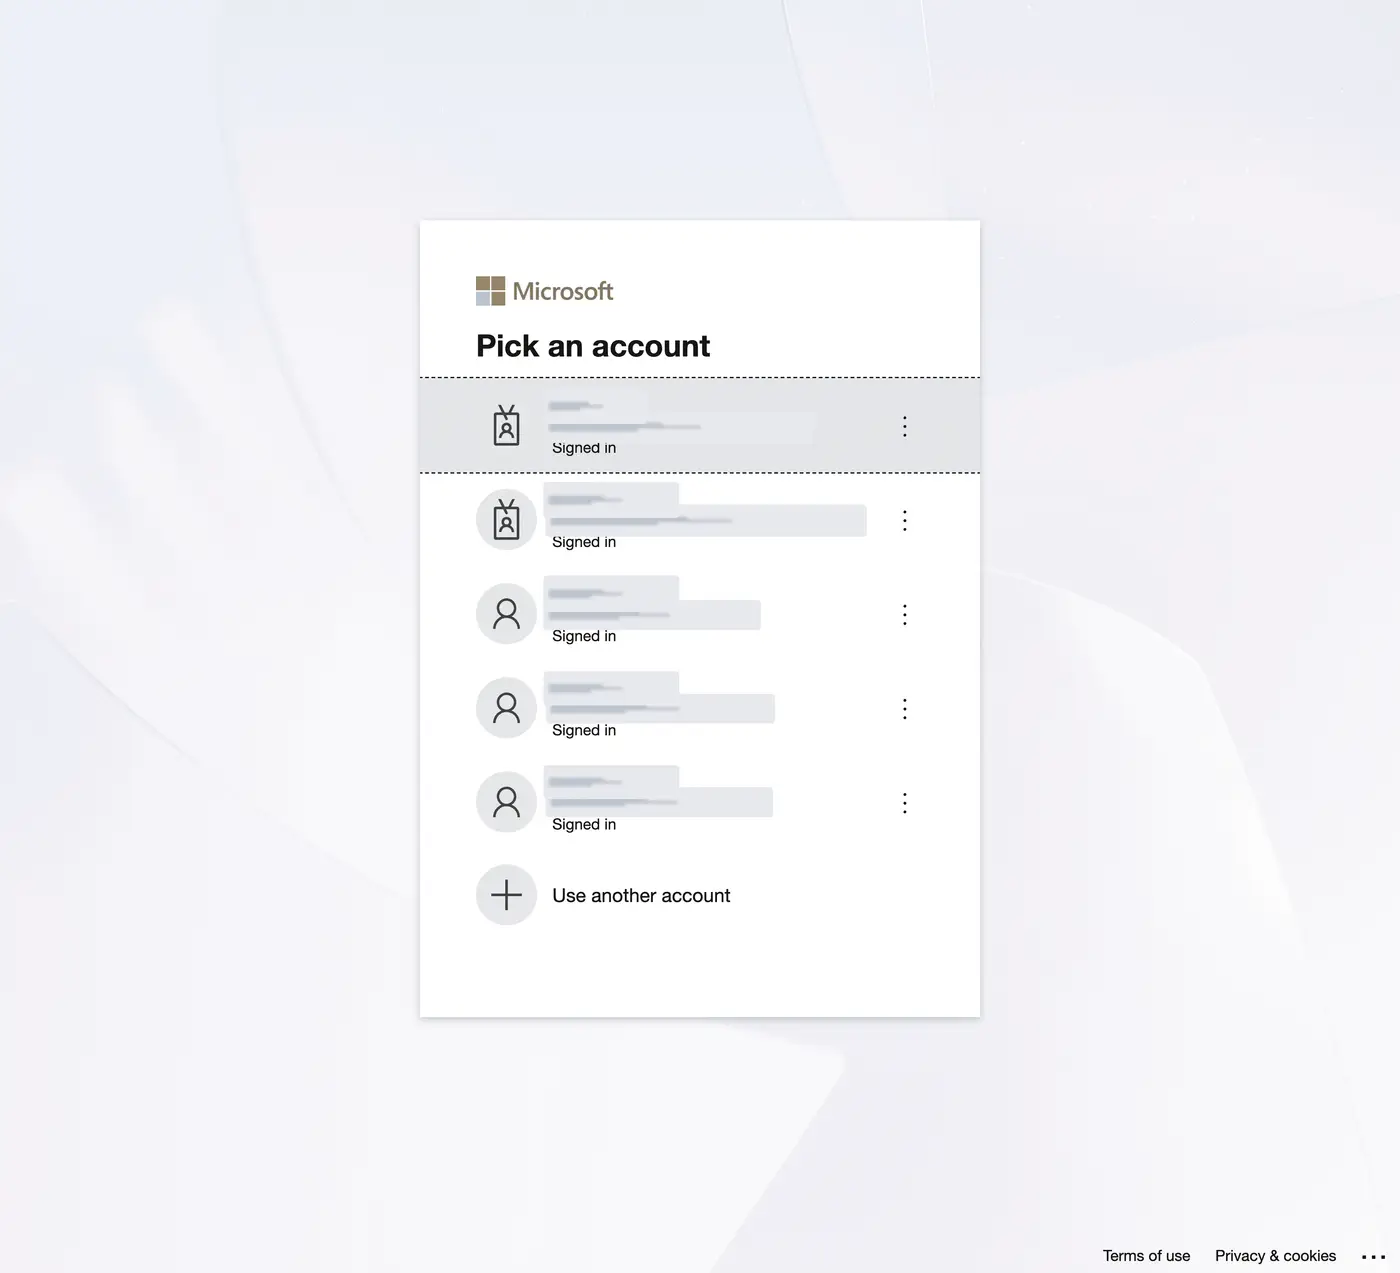 Microsoft
Pick an account
Signed in
Signed in
Signed in
Signed in
Signed in
Use another account
Terms of use
Privacy & cookies